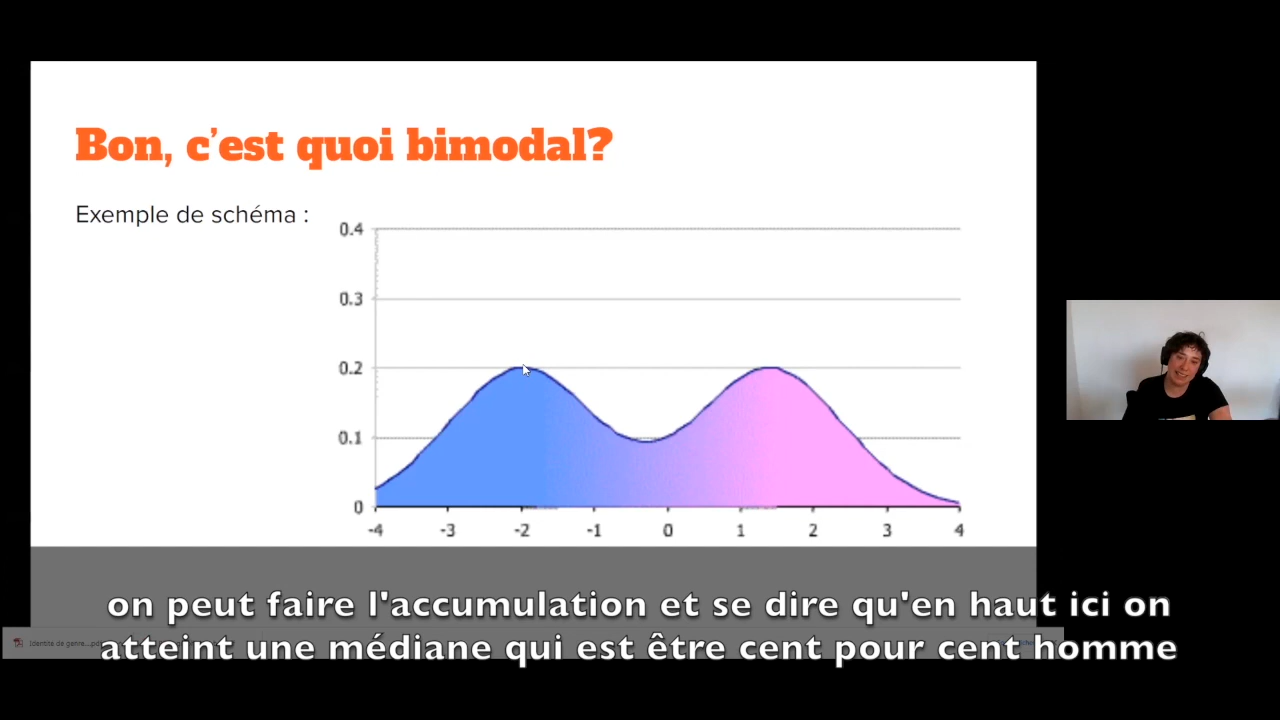 Bon, c’est quoi bimodal?
Exemple de schéma :
0.4
0.3
0.2
0.1
0
-4 -3 -2 -1 0 1 2 3 4
on peut faire l'accumulation et se dire qu'en haut ici on
atteint une médiane qui est être cent pour cent homme